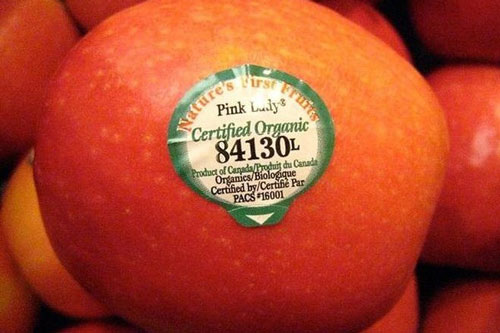 Nature's First Fruits
Pink Lady®
Certified Organic
84130L
Product of Canada/Produit du Canada
Organics/Biologique
Certified by/Certifié Par
PACS #16001